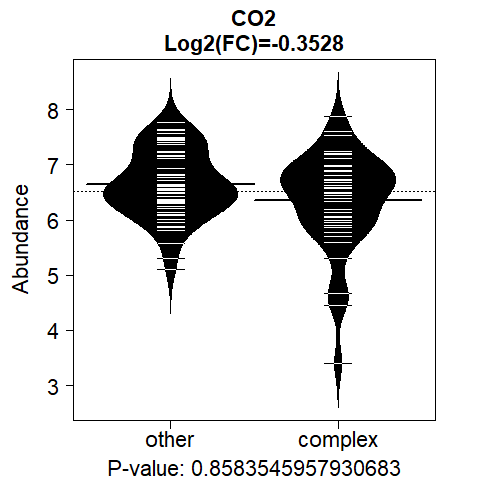 CO2
Log2(FC)=-0.3528
Abundance
8
7
6
5
4
3
other complex
P-value: 0.8583545957930683